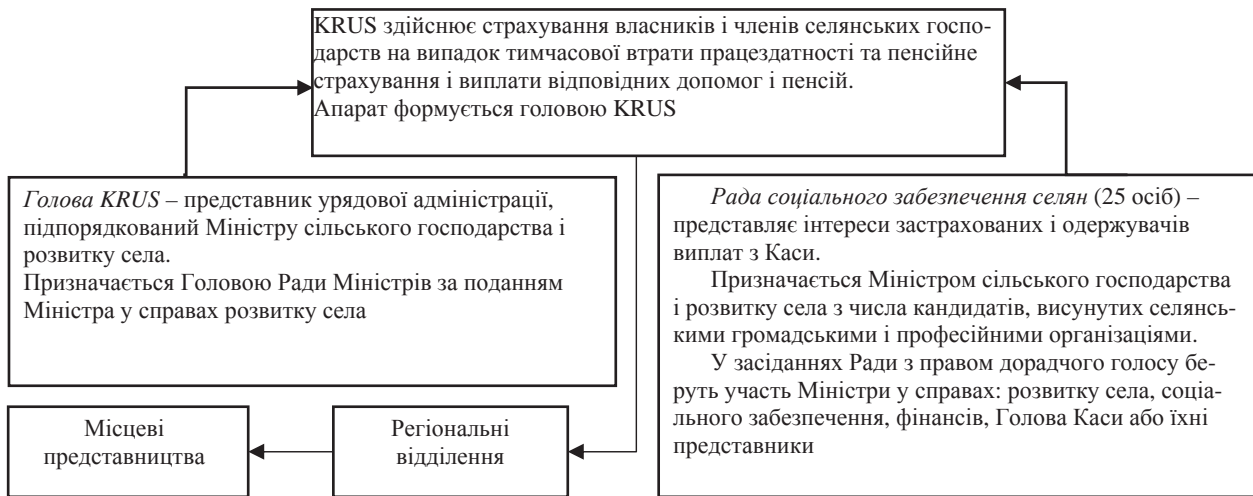 KRUS здійснює страхування власників і членів селянських госпо-
дарств на випадок тимчасової втрати працездатності та пенсійне
страхування і виплати відповідних допомог і пенсій.
Апарат формується головою KRUS
Голова KRUS – представник урядової адміністрації,
підпорядкований Міністру сільського господарства і
розвитку села.
Призначається Головою Ради Міністрів за поданням
Міністра у справах розвитку села
Рада соціального забезпечення селян (25 осіб) –
представляє інтереси застрахованих і одержувачів
виплат з Каси.
Призначається Міністром сільського господарства
і розвитку села з числа кандидатів, висунутих селянсь-
кими громадськими і професійними організаціями.
У засіданнях Ради з правом дорадчого голосу бе-
руть участь Міністри у справах: розвитку села, соціа-
льного забезпечення, фінансів, Голова Каси або їхні
представники
Місцеві
представництва
Регіональні
відділення